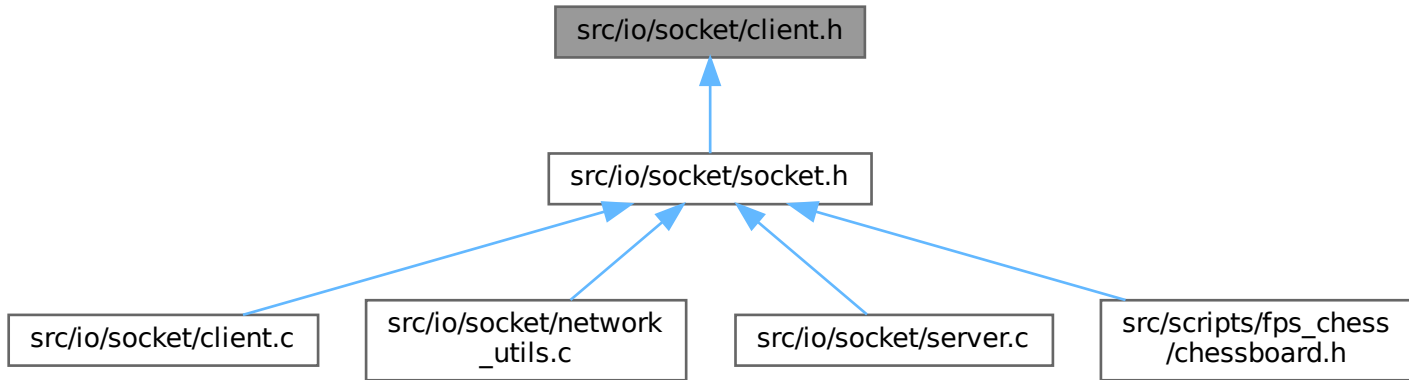 src/io/socket/client.h
src/io/socket/socket.h
src/io/socket/client.c
src/io/socket/network
_utils.c
src/io/socket/server.c
src/scripts/fps_chess
/chessboard.h